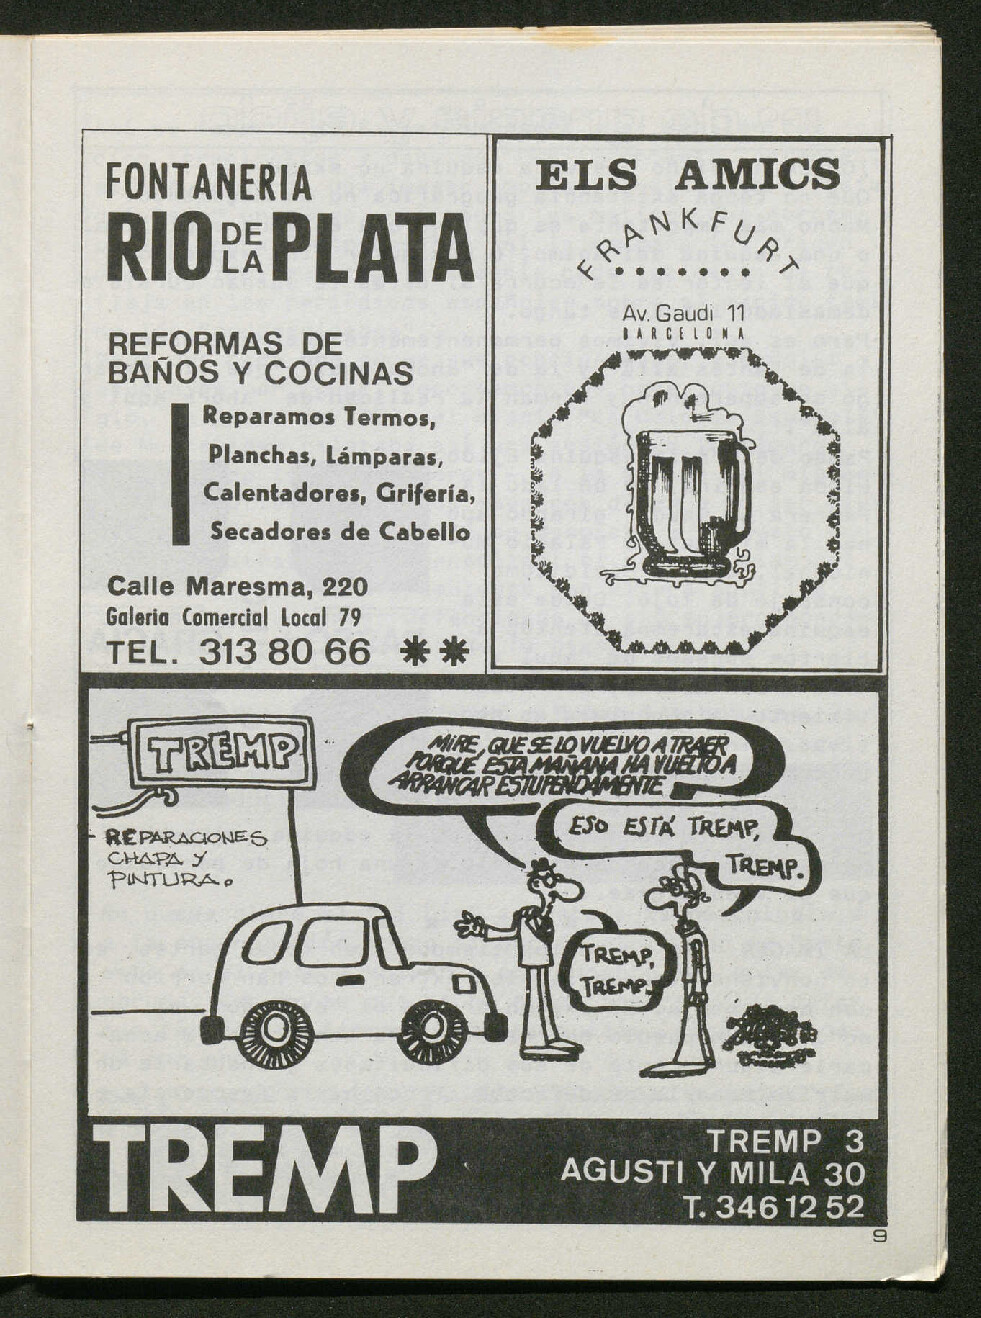 FONTANERIA
RIO DE LA PLATA
REFORMAS DE
BAÑOS Y COCINAS
Reparamos Termos,
Planchas, Lámparas,
Calentadores, Grifería,
Secadores de Cabello
Calle Maresma, 220
Galeria Comercial Local 79
TEL. 313 80 66 **
ELS AMICS
FRANKFURT
Av. Gaudi 11
BARCELONA
TREMP
REPARACIONES
CHAPA Y
PINTURA.
MIRE, QUE SE LO VUELVO A TRAER
PORQUE ESTA MAÑANA HA VUELTO A
ARRANCAR ESTUPENDAMENTE
ESO ESTÁ TREMP,
TREMP.
TREMP,
TREMP.
TREMP
TREMP 3
AGUSTI Y MILA 30
T. 346 12 52
9